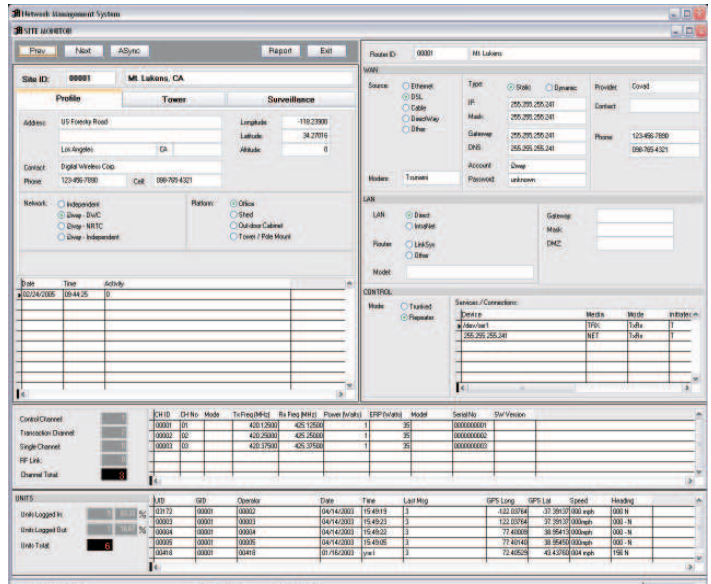 Network Management System
SITE MONITOR
Prev Next ASync Report Exit
Site ID: 00001 Mt. Lukens, CA
Profile Tower Surveillance
Address: US Forestry Road
Los Angeles CA
Longitude -118.23900
Latitude: 34.27016
Altitude: 0
Contact: Digital Wireless Corp.
Phone: 123-456-7890 Cell: 098-765-4321
Network: Independent
i2way - DWC
i2way - NRTC
i2way - Independent
Platform: Office
Shed
Outdoor Cabinet
Tower / Pole Mount
Date Time Activity
02/24/2005 09:44:25 0
Router ID: 00001 Mt. Lukens
WAN
Source: Ethernet
DSL
Cable
DirectWay
Other
Modem: Tsunami
Type: Static Dynamic
IP: 255.255.255.241
Mask: 255.255.255.241
Gateway: 255.255.255.241
DNS: 255.255.255.241
Account: i2way
Password: unknown
Provider: Covad
Contact:
Phone: 123-456-7890
098-765-4321
LAN
LAN Direct
IntraNet
Router LinkSys
Other
Model:
Gateway:
Mask:
DMZ:
CONTROL
Mode: Trunked
Repeater
Services / Connections:
Device Media Mode Initiate
/dev/ser1 TRX TxRx T
255.255.255.241 NET TxRx T
Control Channel:
Transaction Channel:
Single Channel:
RF Link:
Channel Total: 3
CH ID CH No Mode Tx Freq (MHz) Rx Freq (MHz) Power (Watts) ERP (Watts) Model Serial No SW Version
00001 01 420.12500 425.12500 1 35 0000000001
00002 02 420.25000 425.25000 1 35 0000000002
00003 03 420.37500 425.37500 1 35 0000000003
UNITS
Units Logged In: %
Units Logged Out: %
Units Total: 6
UID GID Operator Date Time Last Msg GPS Long GPS Lat Speed Heading
03172 00001 00002 04/14/2003 15:49:19 3 -122.03764 -37.39137 000 mph 000 - N
00003 00001 00003 04/14/2003 15:49:23 3 -122.03764 37.39137 000 mph 000 - N
00004 00001 00004 04/14/2003 15:49:22 3 77.40009 38.95413 000 mph 000 - N
00005 00001 00005 04/14/2003 15:49:05 3 77.40140 38.95450 000 mph 000 - N
00418 00001 00418 01/16/2003 3 72.40529 43.43760 004 mph 156 N